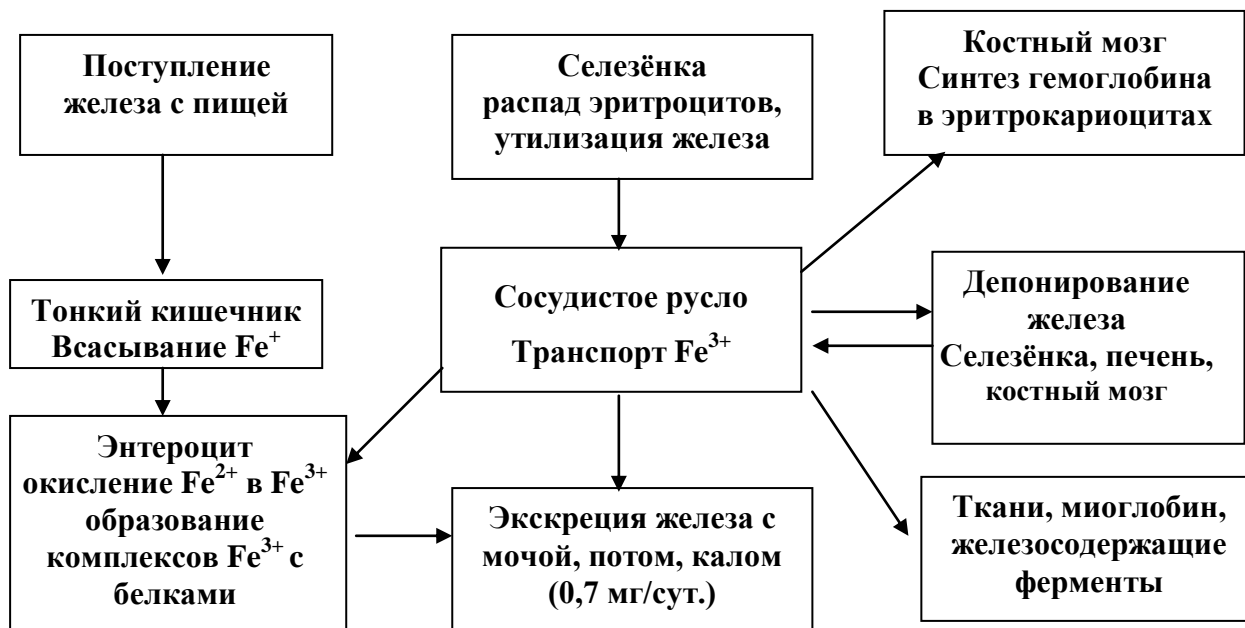 Поступление
железа с пищей
Селезёнка
распад эритроцитов,
утилизация железа
Костный мозг
Синтез гемоглобина
в эритрокариоцитах
Тонкий кишечник
Всасывание Fe⁺
Сосудистое русло
Транспорт Fe³⁺
Депонирование
железа
Селезёнка, печень,
костный мозг
Энтероцит
окисление Fe²⁺ в Fe³⁺
образование
комплексов Fe³⁺ с
белками
Экскреция железа с
мочой, потом, калом
(0,7 мг/сут.)
Ткани, миоглобин,
железосодержащие
ферменты